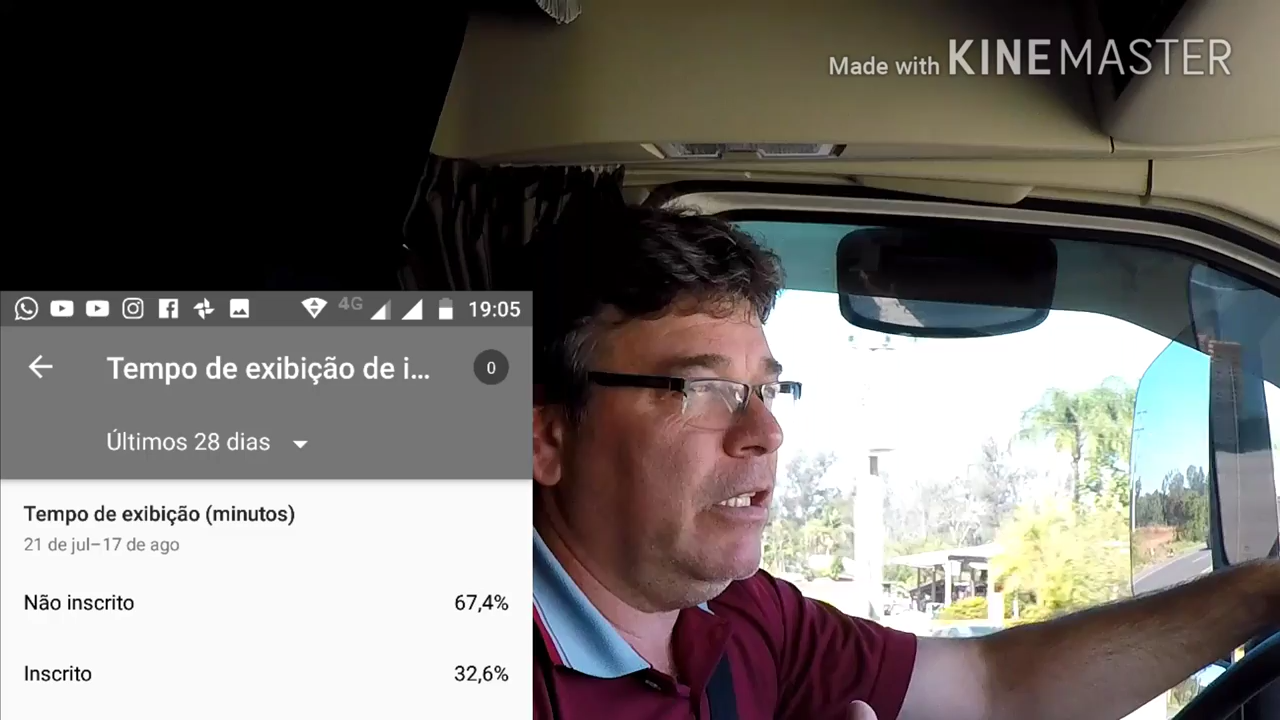 Made with KINEMASTER
4G 19:05
Tempo de exibição de i... 0
Últimos 28 dias
Tempo de exibição (minutos)
21 de jul–17 de ago
Não inscrito 67,4%
Inscrito 32,6%